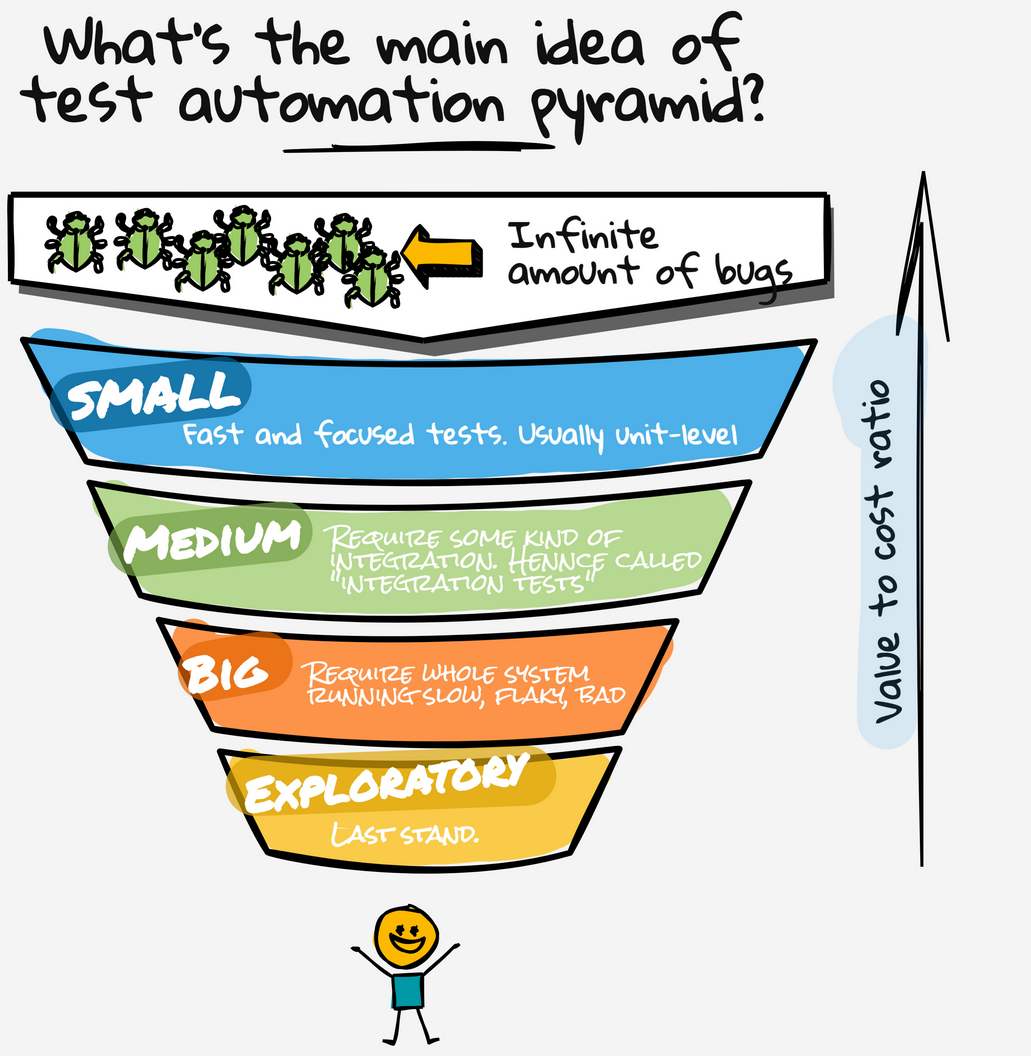 What's the main idea of
test automation pyramid?
Infinite
amount of bugs
SMALL
Fast and focused tests. Usually unit-level
MEDIUM
REQUIRE SOME KIND OF
INTEGRATION. HENNCE CALLED
"INTEGRATION TESTS"
BIG
REQUIRE WHOLE SYSTEM
RUNNING SLOW, FLAKY, BAD
EXPLORATORY
LAST STAND.
Value to cost ratio